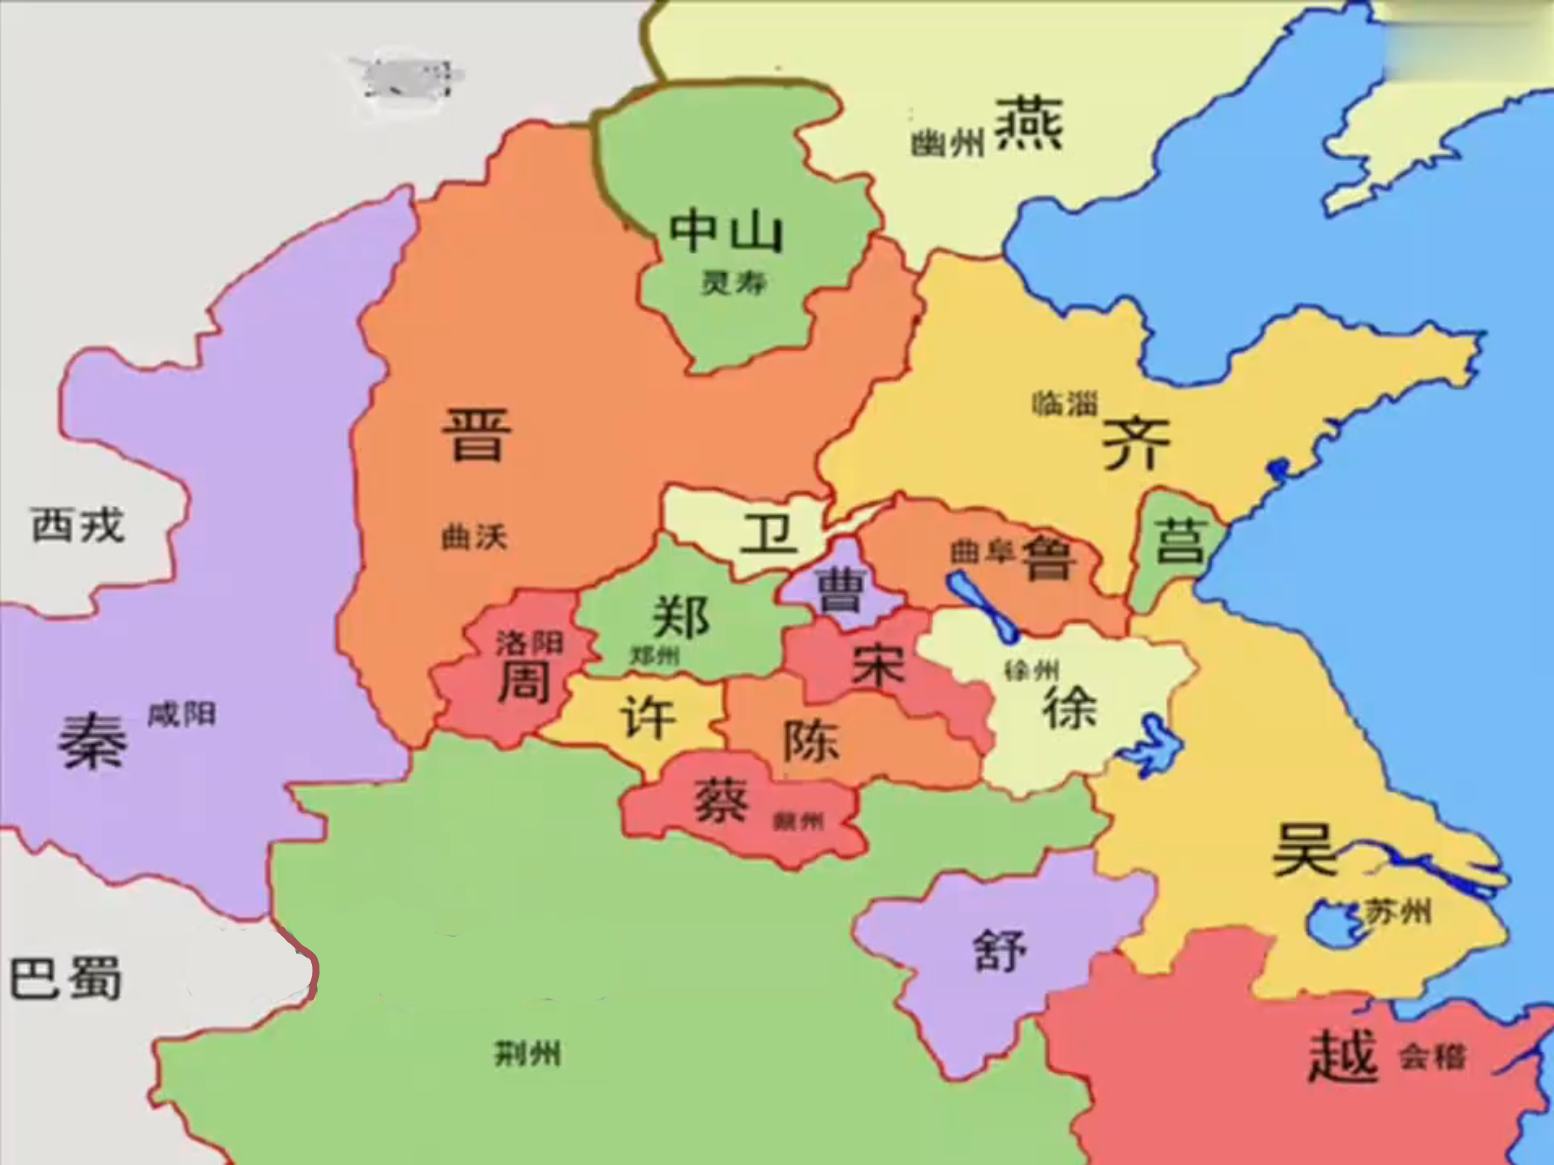 燕
幽州
中山
灵寿
临淄
齐
晋
曲沃
西戎
卫
莒
曲阜
鲁
曹
郑
郑州
洛阳
周
宋
徐州
徐
秦
咸阳
许
陈
蔡
蔡州
吴
苏州
舒
巴蜀
荆州
越
会稽